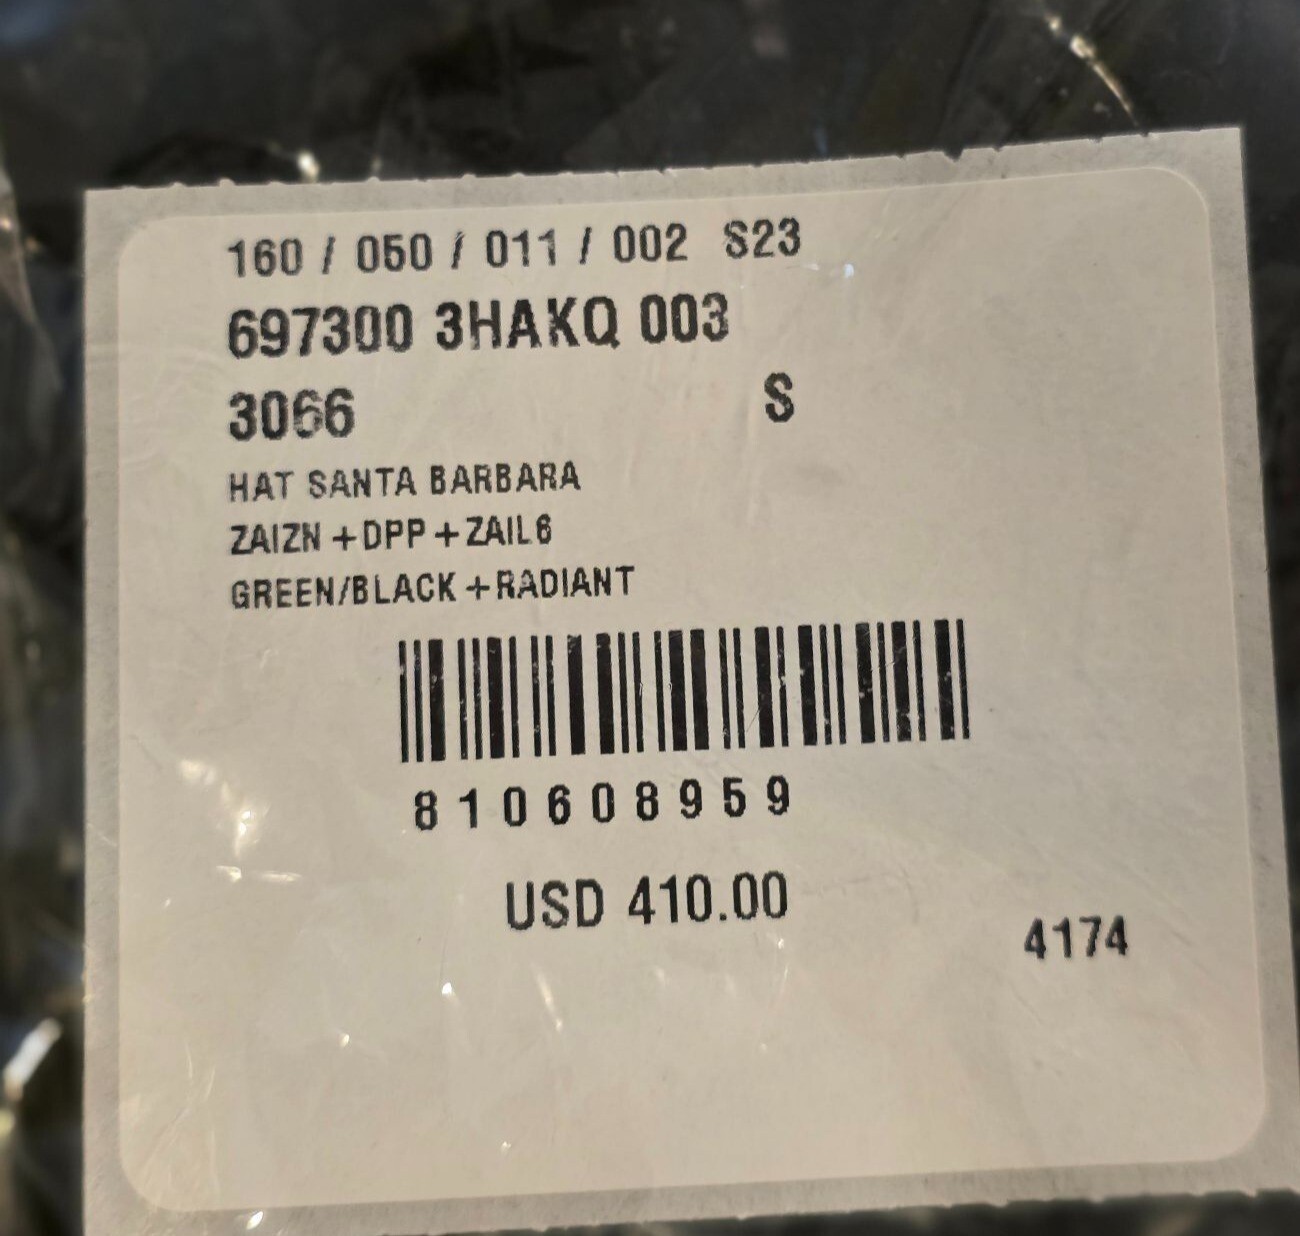 160 / 050 / 011 / 002 S23
697300 3HAKQ 003
3066 S
HAT SANTA BARBARA
ZAIZN +DPP +ZAIL6
GREEN/BLACK +RADIANT
810608959
USD 410.00
4174